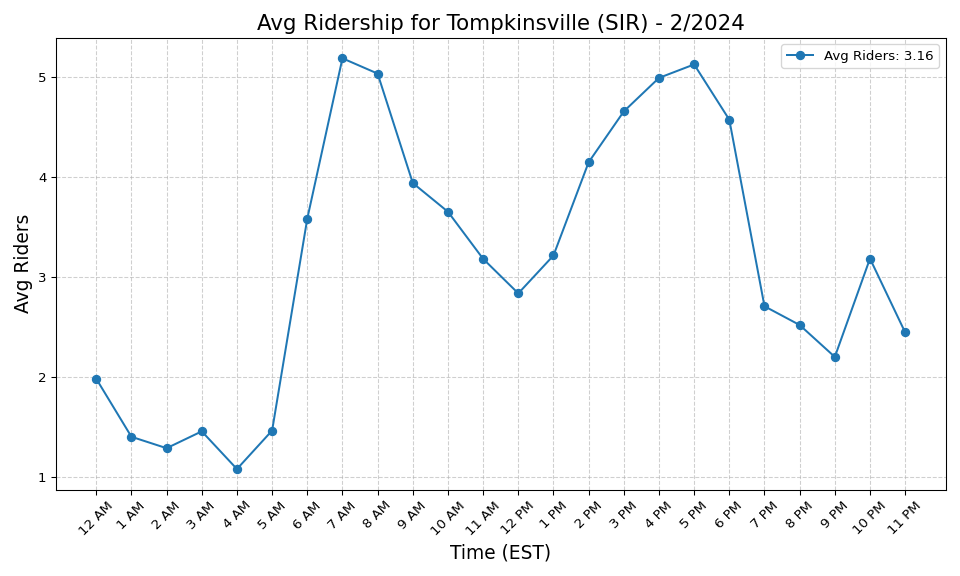 Avg Ridership for Tompkinsville (SIR) - 2/2024
Avg Riders: 3.16
Avg Riders
5
4
3
2
1
12 AM
1 AM
2 AM
3 AM
4 AM
5 AM
6 AM
7 AM
8 AM
9 AM
10 AM
11 AM
12 PM
1 PM
2 PM
3 PM
4 PM
5 PM
6 PM
7 PM
8 PM
9 PM
10 PM
11 PM
Time (EST)